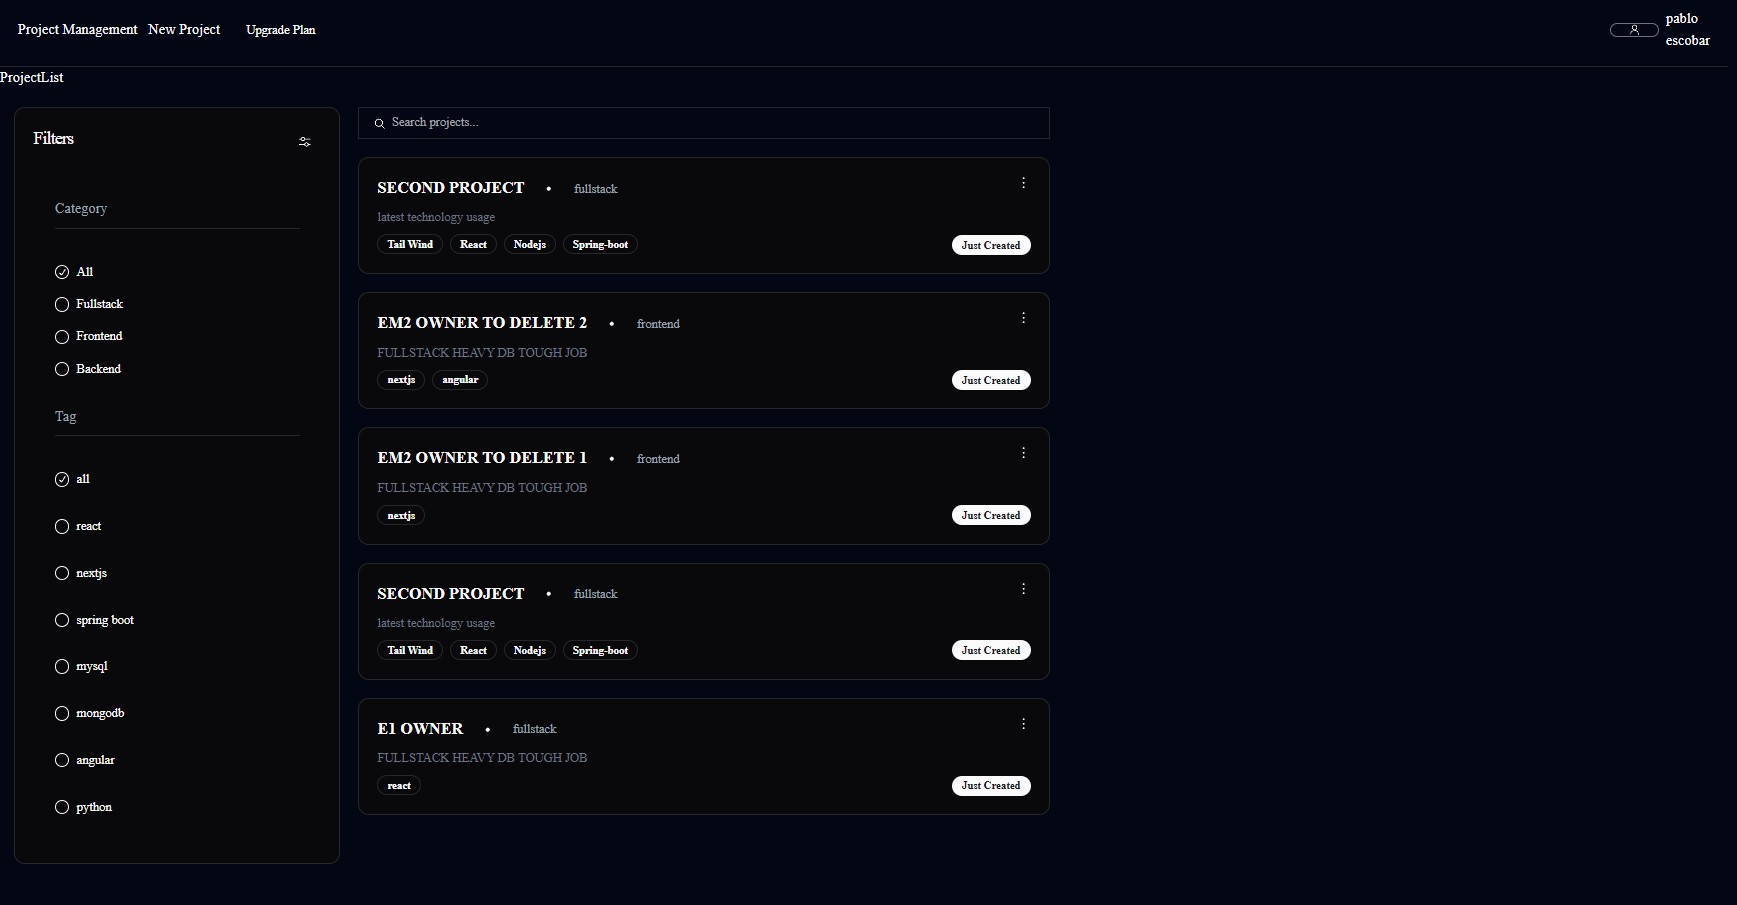 Project Management New Project Upgrade Plan
pablo
escobar
ProjectList
Filters
Category
All
Fullstack
Frontend
Backend
Tag
all
react
nextjs
spring boot
mysql
mongodb
angular
python
Search projects...
SECOND PROJECT • fullstack
latest technology usage
Tail Wind React Nodejs Spring-boot Just Created
EM2 OWNER TO DELETE 2 • frontend
FULLSTACK HEAVY DB TOUGH JOB
nextjs angular Just Created
EM2 OWNER TO DELETE 1 • frontend
FULLSTACK HEAVY DB TOUGH JOB
nextjs Just Created
SECOND PROJECT • fullstack
latest technology usage
Tail Wind React Nodejs Spring-boot Just Created
E1 OWNER • fullstack
FULLSTACK HEAVY DB TOUGH JOB
react Just Created